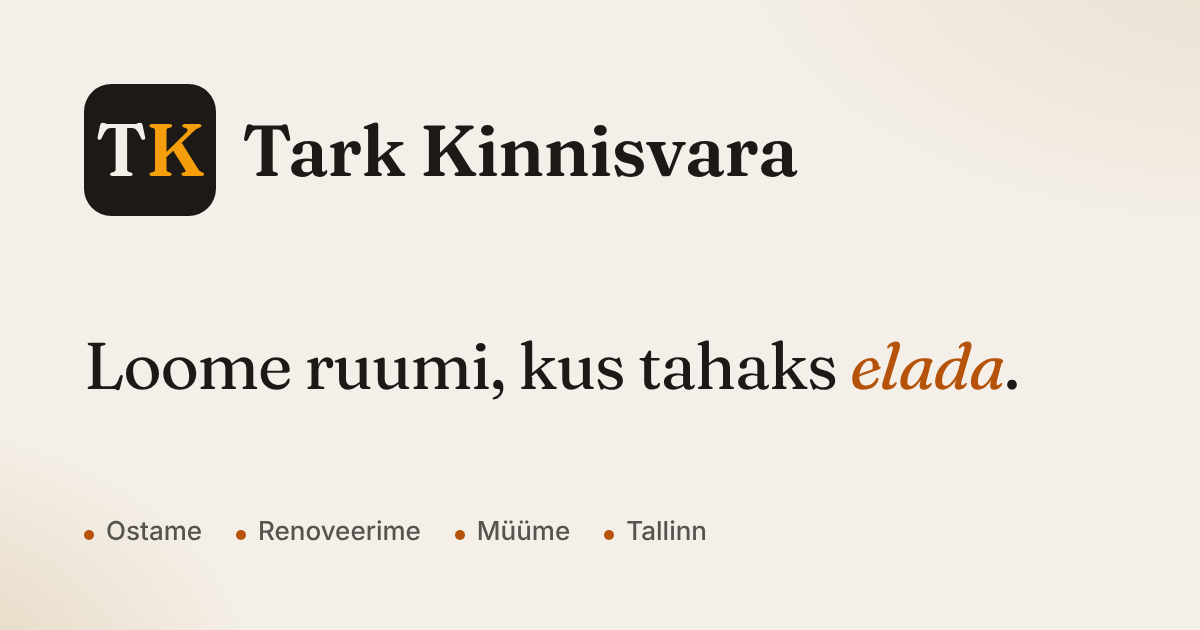 TK Tark Kinnisvara
Loome ruumi, kus tahaks elada.
• Ostame • Renoveerime • Müüme • Tallinn